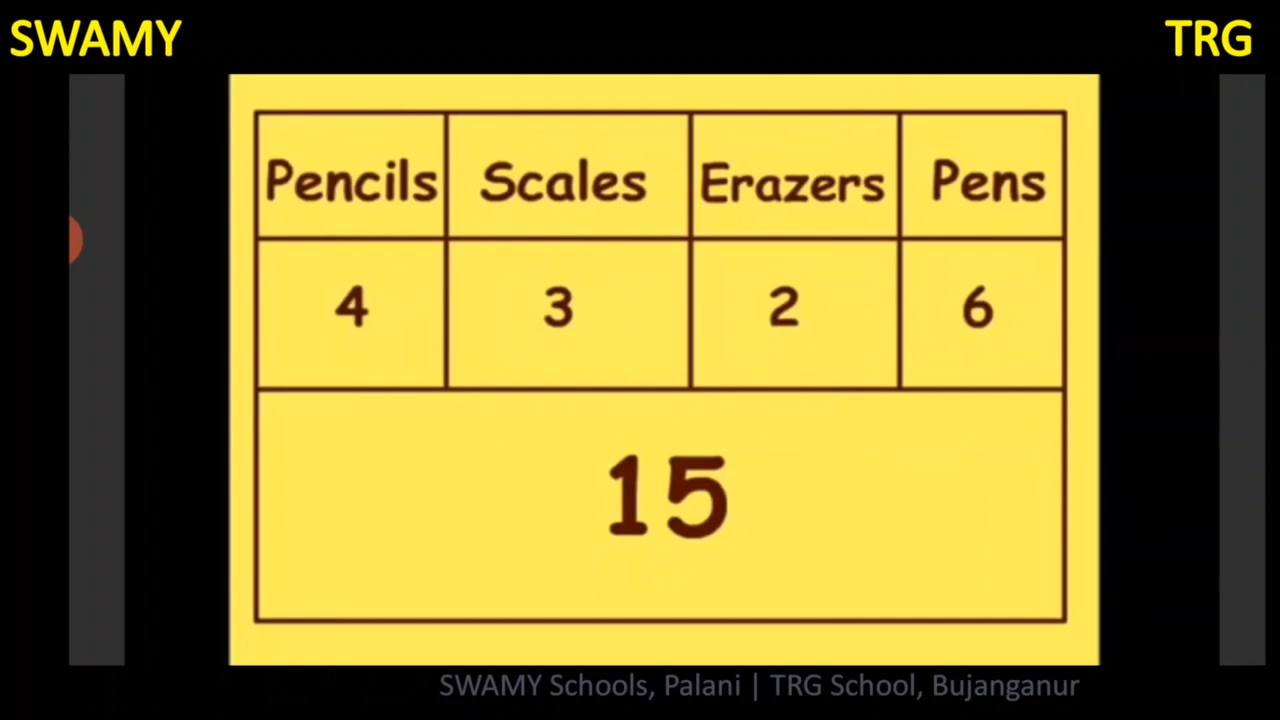 SWAMY TRG
Pencils Scales Erazers Pens
4 3 2 6
15
SWAMY Schools, Palani | TRG School, Bujanganur